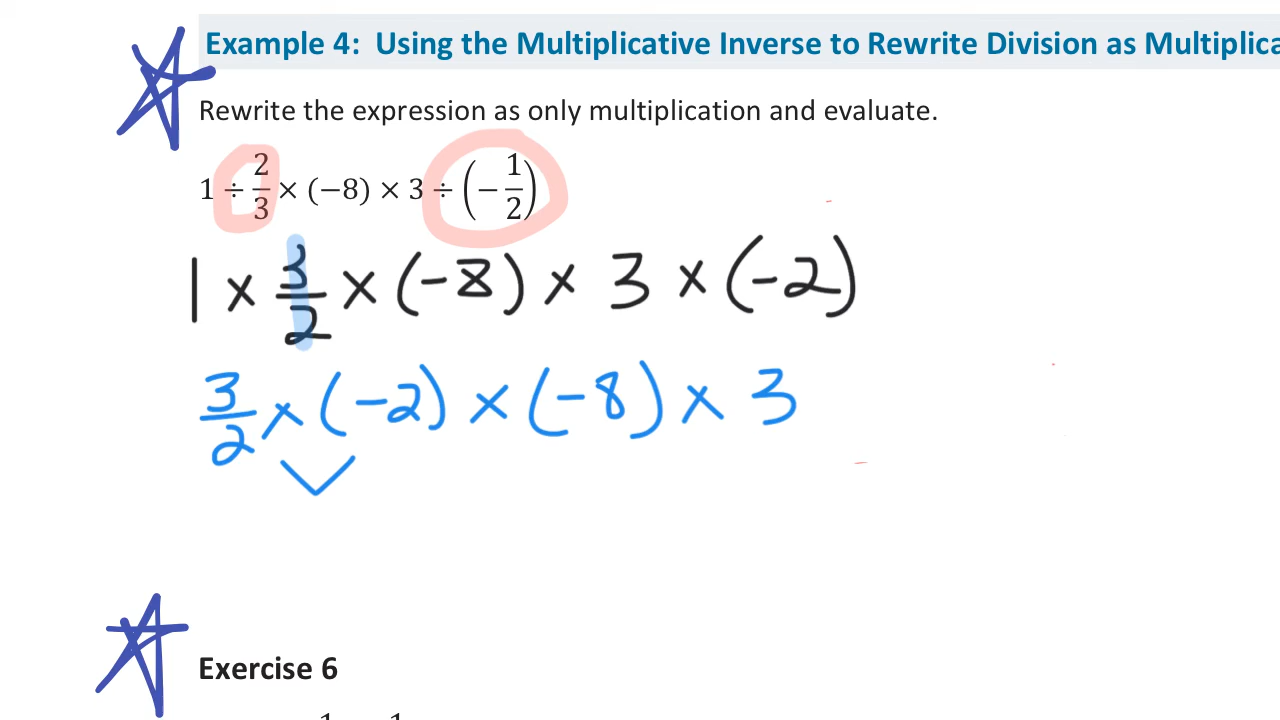 Example 4: Using the Multiplicative Inverse to Rewrite Division as Multiplica
Rewrite the expression as only multiplication and evaluate.
1 ÷ 2/3 × (−8) × 3 ÷ (−1/2)
1 × 3/2 × (−8) × 3 × (−2)
3/2 × (−2) × (−8) × 3
Exercise 6
1 1